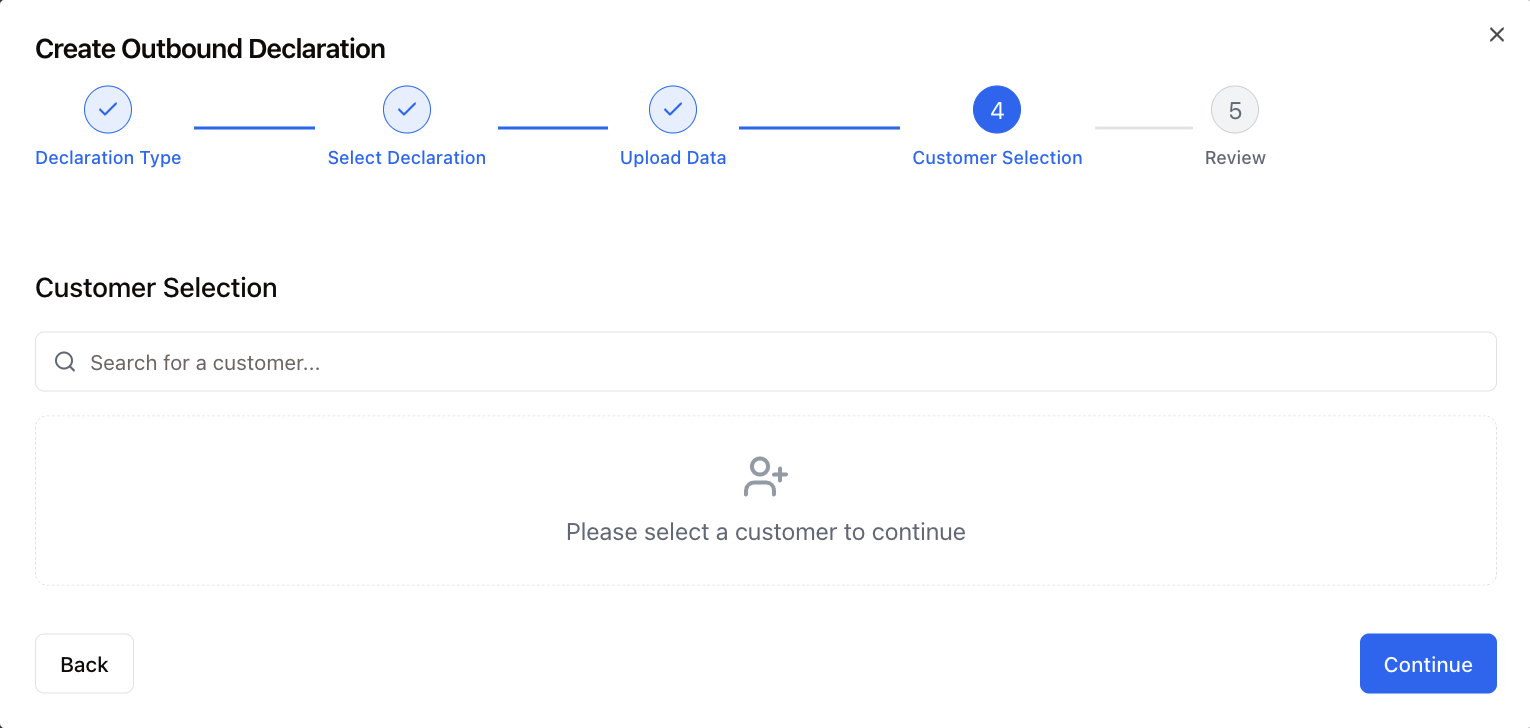 Create Outbound Declaration
4
5
Declaration Type
Select Declaration
Upload Data
Customer Selection
Review
Customer Selection
Search for a customer...
Please select a customer to continue
Back
Continue